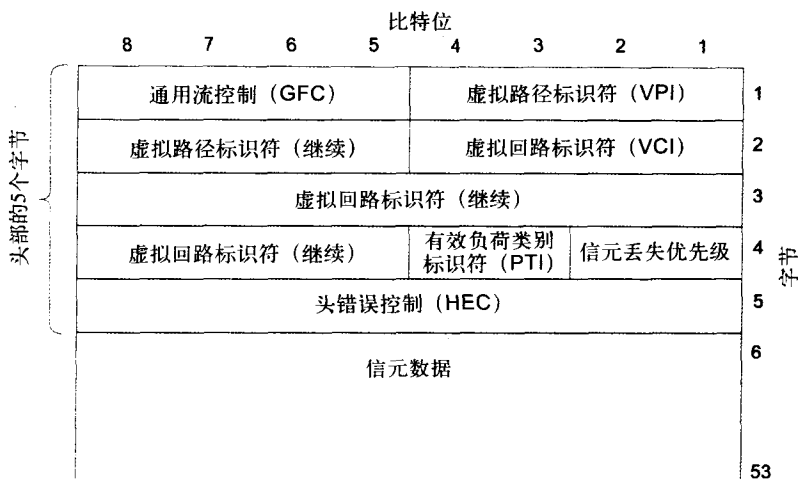 比特位
8 7 6 5 4 3 2 1
通用流控制（GFC） 虚拟路径标识符（VPI） 1
虚拟路径标识符（继续） 虚拟回路标识符（VCI） 2
虚拟回路标识符（继续） 3
虚拟回路标识符（继续） 有效负荷类别
标识符（PTI） 信元丢失优先级 4
头错误控制（HEC） 5
信元数据 6
53
头部的5个字节
字节